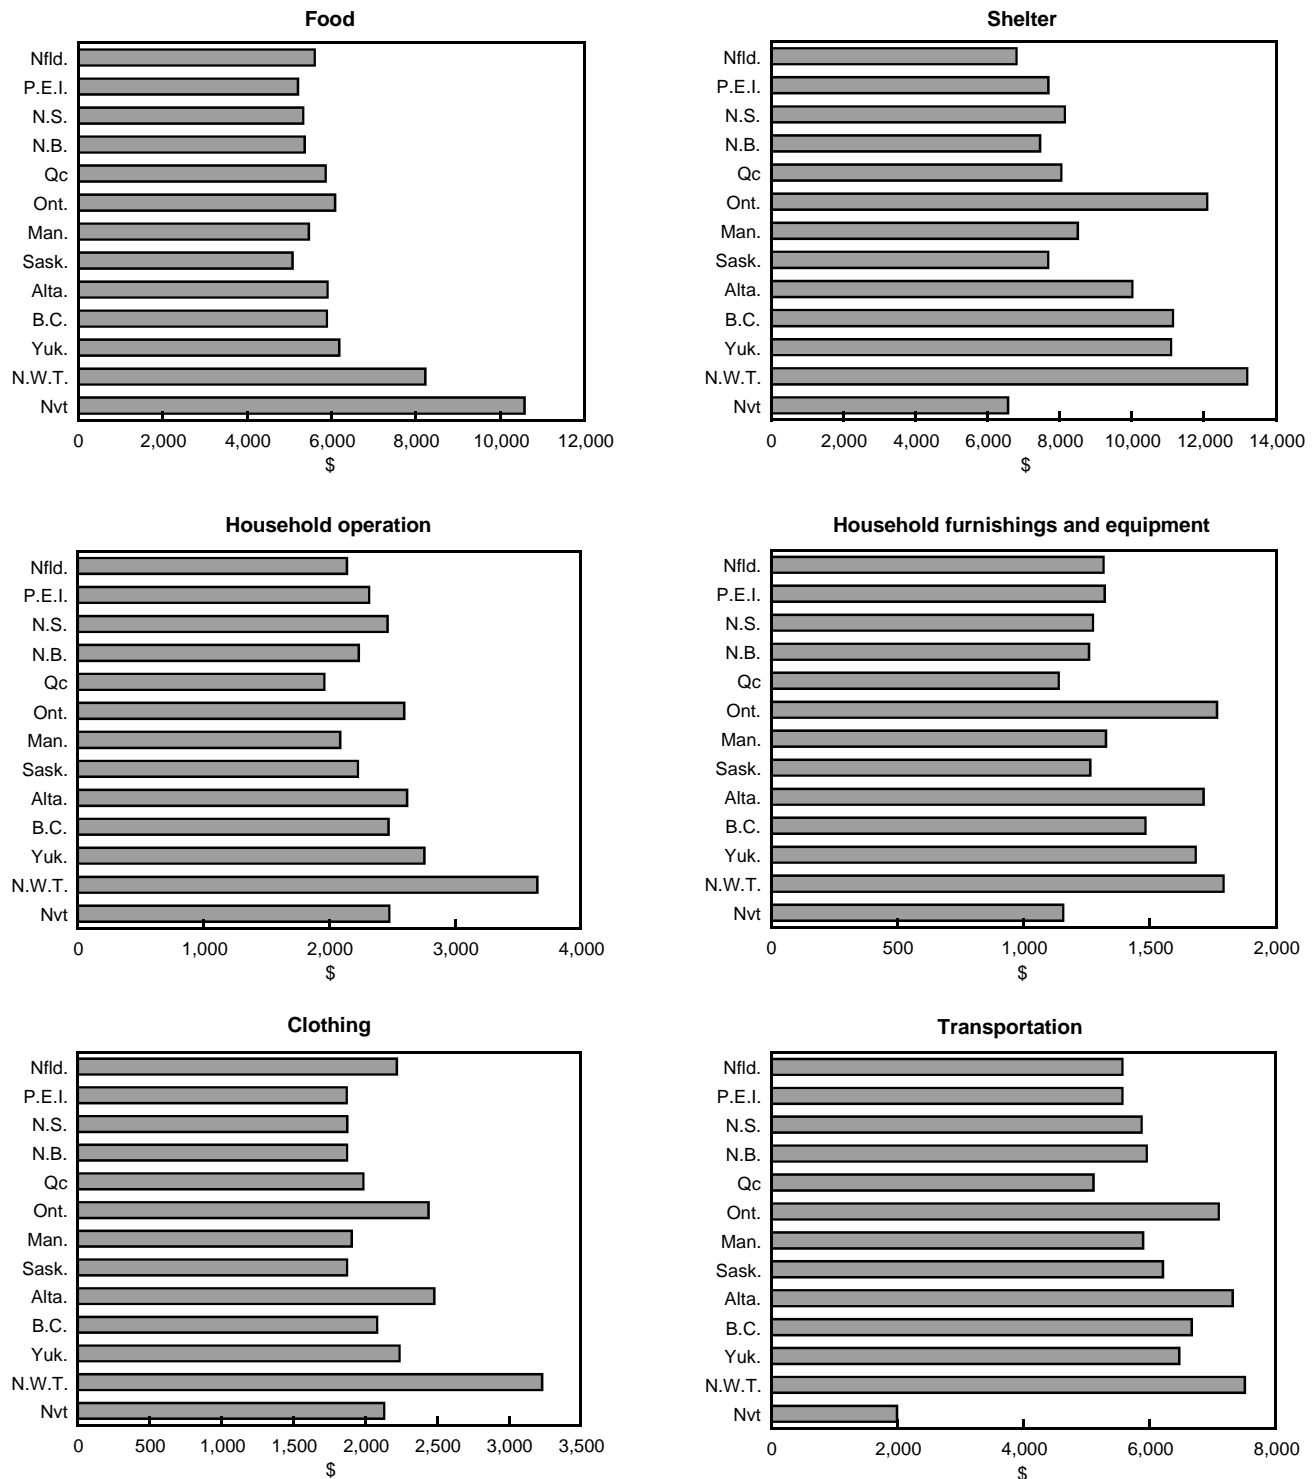 Food
Nfld.
P.E.I.
N.S.
N.B.
Qc
Ont.
Man.
Sask.
Alta.
B.C.
Yuk.
N.W.T.
Nvt
0 2,000 4,000 6,000 8,000 10,000 12,000
$
Shelter
Nfld.
P.E.I.
N.S.
N.B.
Qc
Ont.
Man.
Sask.
Alta.
B.C.
Yuk.
N.W.T.
Nvt
0 2,000 4,000 6,000 8,000 10,000 12,000 14,000
$
Household operation
Nfld.
P.E.I.
N.S.
N.B.
Qc
Ont.
Man.
Sask.
Alta.
B.C.
Yuk.
N.W.T.
Nvt
0 1,000 2,000 3,000 4,000
$
Household furnishings and equipment
Nfld.
P.E.I.
N.S.
N.B.
Qc
Ont.
Man.
Sask.
Alta.
B.C.
Yuk.
N.W.T.
Nvt
0 500 1,000 1,500 2,000
$
Clothing
Nfld.
P.E.I.
N.S.
N.B.
Qc
Ont.
Man.
Sask.
Alta.
B.C.
Yuk.
N.W.T.
Nvt
0 500 1,000 1,500 2,000 2,500 3,000 3,500
$
Transportation
Nfld.
P.E.I.
N.S.
N.B.
Qc
Ont.
Man.
Sask.
Alta.
B.C.
Yuk.
N.W.T.
Nvt
0 2,000 4,000 6,000 8,000
$